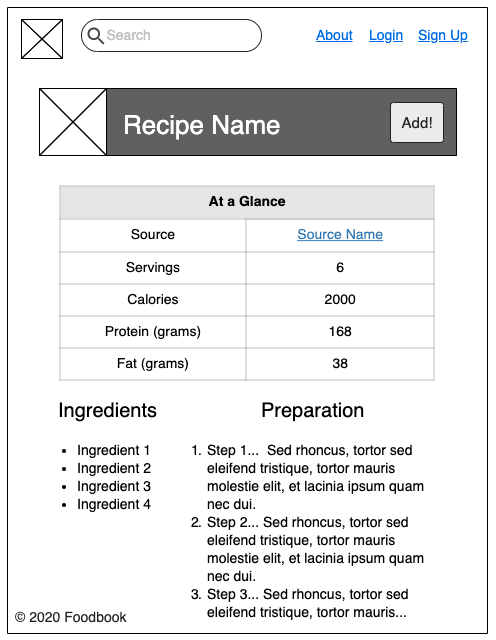 Search
About Login Sign Up
Recipe Name
Add!
At a Glance
Source Source Name
Servings 6
Calories 2000
Protein (grams) 168
Fat (grams) 38
Ingredients
• Ingredient 1
• Ingredient 2
• Ingredient 3
• Ingredient 4
Preparation
1. Step 1...  Sed rhoncus, tortor sed
eleifend tristique, tortor mauris
molestie elit, et lacinia ipsum quam
nec dui.
2. Step 2... Sed rhoncus, tortor sed
eleifend tristique, tortor mauris
molestie elit, et lacinia ipsum quam
nec dui.
3. Step 3... Sed rhoncus, tortor sed
eleifend tristique, tortor mauris...
© 2020 Foodbook